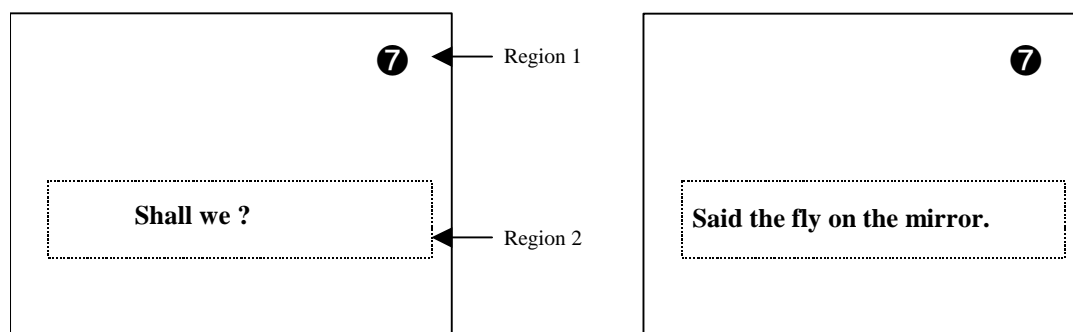 ❼
Region 1
Shall we ?
Region 2
❼
Said the fly on the mirror.